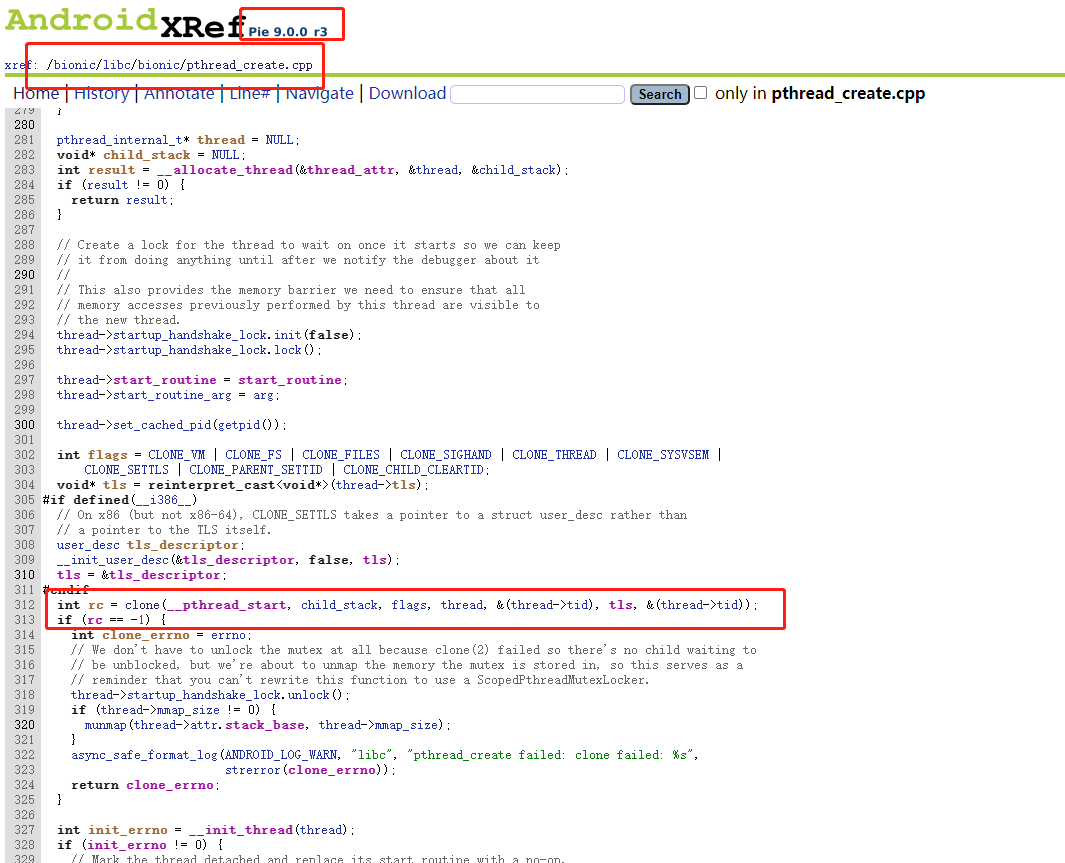 AndroidXRef Pie 9.0.0_r3
xref: /bionic/libc/bionic/pthread_create.cpp
Home | History | Annotate | Line# | Navigate | Download Search only in pthread_create.cpp
279 }
280
281 pthread_internal_t* thread = NULL;
282 void* child_stack = NULL;
283 int result = __allocate_thread(&thread_attr, &thread, &child_stack);
284 if (result != 0) {
285 return result;
286 }
287
288 // Create a lock for the thread to wait on once it starts so we can keep
289 // it from doing anything until after we notify the debugger about it
290 //
291 // This also provides the memory barrier we need to ensure that all
292 // memory accesses previously performed by this thread are visible to
293 // the new thread.
294 thread->startup_handshake_lock.init(false);
295 thread->startup_handshake_lock.lock();
296
297 thread->start_routine = start_routine;
298 thread->start_routine_arg = arg;
299
300 thread->set_cached_pid(getpid());
301
302 int flags = CLONE_VM | CLONE_FS | CLONE_FILES | CLONE_SIGHAND | CLONE_THREAD | CLONE_SYSVSEM |
303 CLONE_SETTLS | CLONE_PARENT_SETTID | CLONE_CHILD_CLEARTID;
304 void* tls = reinterpret_cast<void*>(thread->tls);
305 #if defined(__i386__)
306 // On x86 (but not x86-64), CLONE_SETTLS takes a pointer to a struct user_desc rather than
307 // a pointer to the TLS itself.
308 user_desc tls_descriptor;
309 __init_user_desc(&tls_descriptor, false, tls);
310 tls = &tls_descriptor;
311 #endif
312 int rc = clone(__pthread_start, child_stack, flags, thread, &(thread->tid), tls, &(thread->tid));
313 if (rc == -1) {
314 int clone_errno = errno;
315 // We don't have to unlock the mutex at all because clone(2) failed so there's no child waiting to
316 // be unblocked, but we're about to unmap the memory the mutex is stored in, so this serves as a
317 // reminder that you can't rewrite this function to use a ScopedPthreadMutexLocker.
318 thread->startup_handshake_lock.unlock();
319 if (thread->mmap_size != 0) {
320 munmap(thread->attr.stack_base, thread->mmap_size);
321 }
322 async_safe_format_log(ANDROID_LOG_WARN, "libc", "pthread_create failed: clone failed: %s",
323 strerror(clone_errno));
324 return clone_errno;
325 }
326
327 int init_errno = __init_thread(thread);
328 if (init_errno != 0) {
329 // Mark the thread detached and replace its start_routine with a no-op.